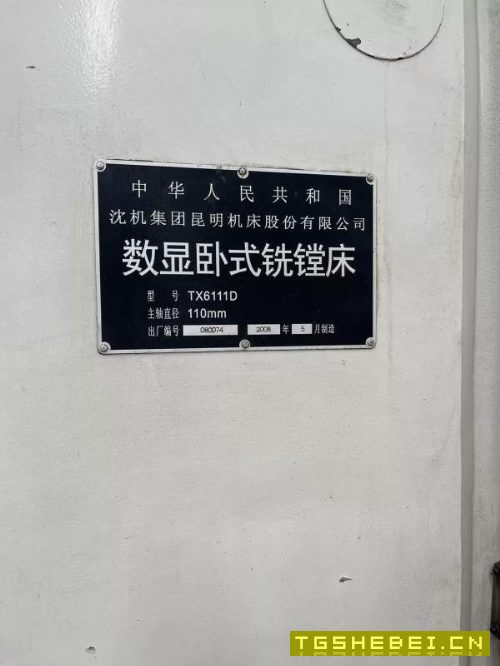 中华人民共和国
沈机集团昆明机床股份有限公司
数显卧式铣镗床
型号 TX6111D
主轴直径 110mm
出厂编号 080074 2008 年 5 月制造
TGSHEBEI.CN